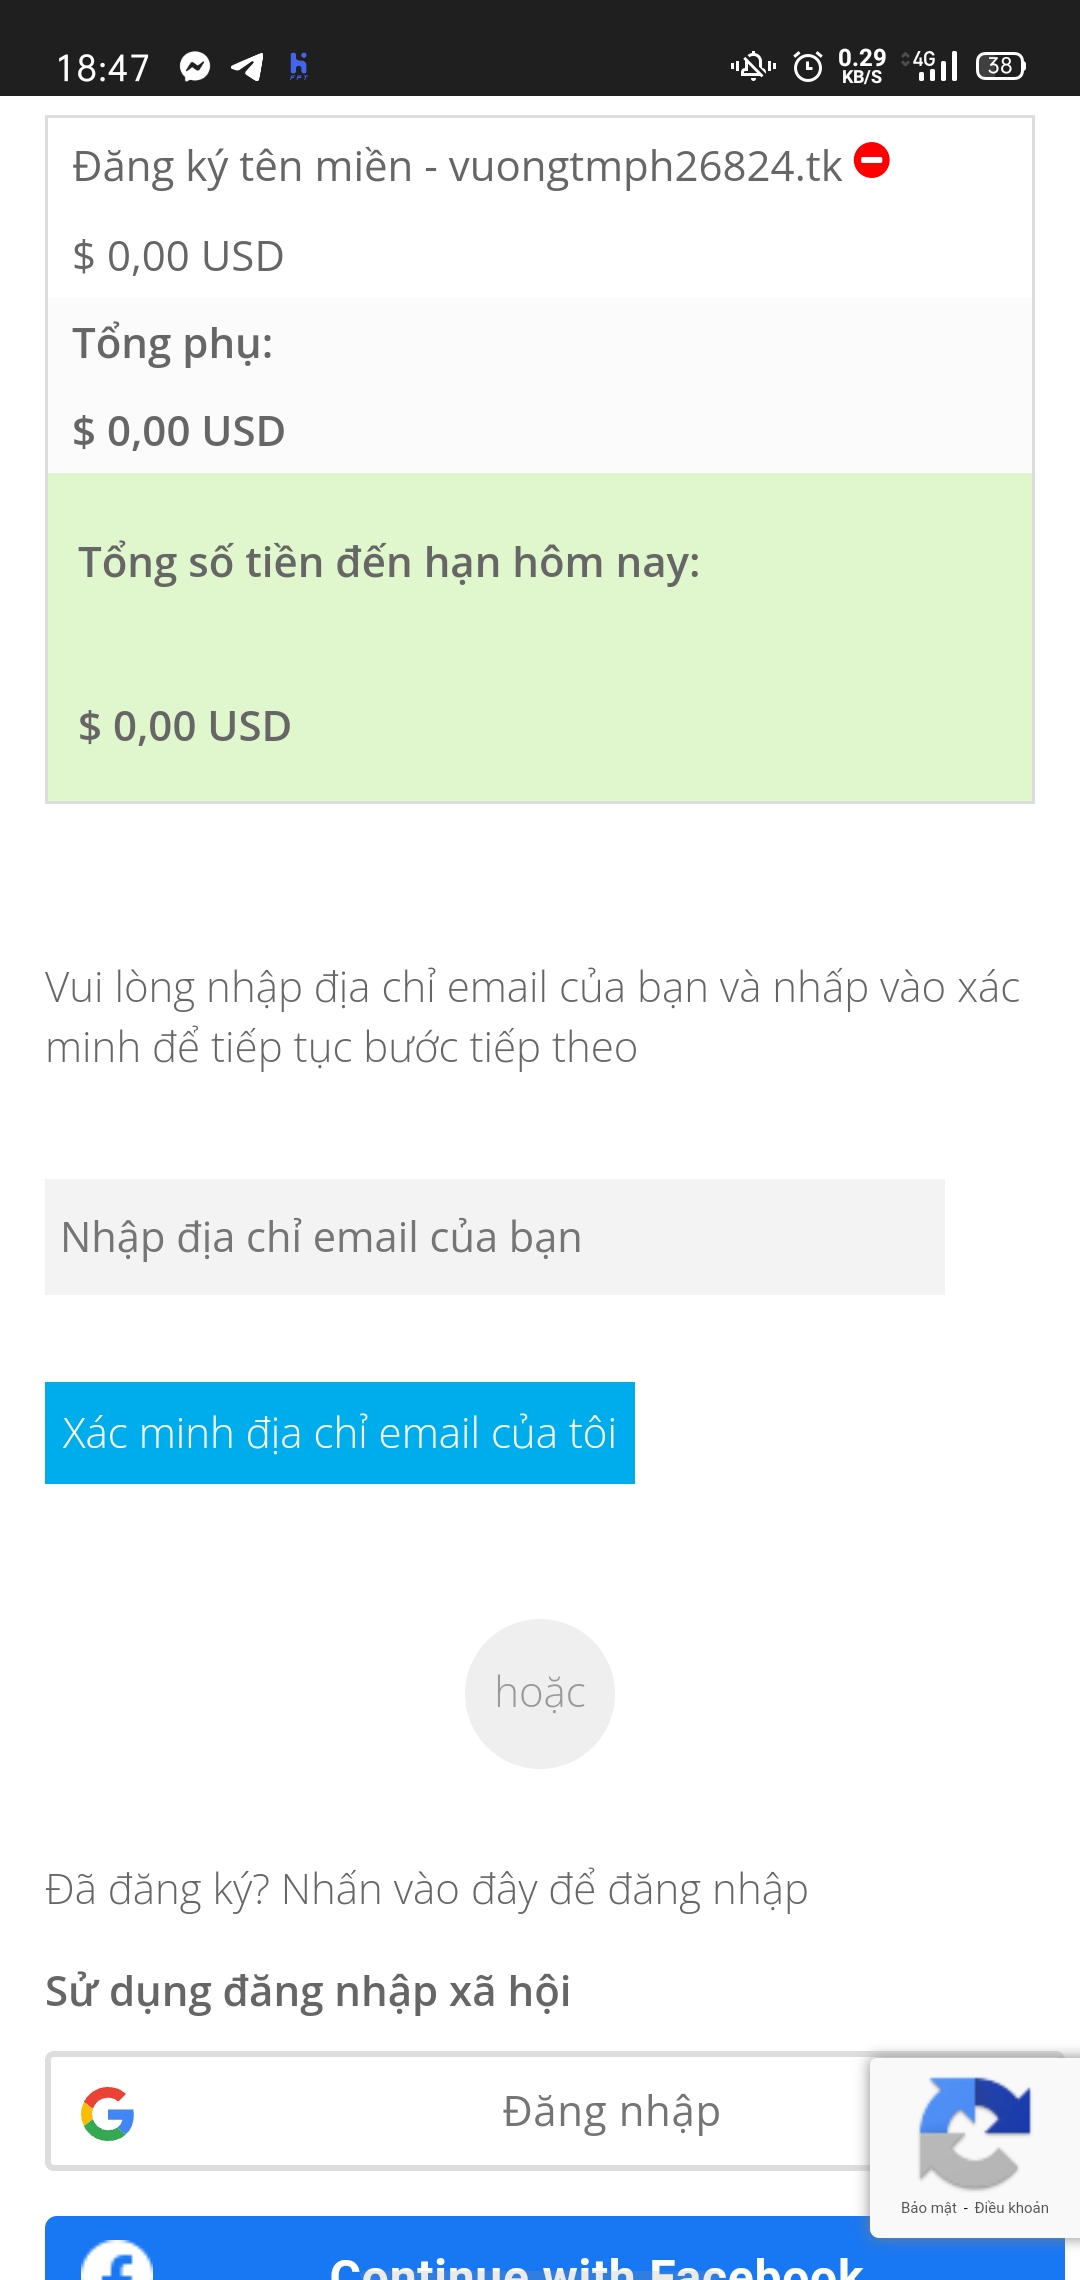 18:47
0.29
KB/S
4G
38
Đăng ký tên miền - vuongtmph26824.tk
$ 0,00 USD
Tổng phụ:
$ 0,00 USD
Tổng số tiền đến hạn hôm nay:
$ 0,00 USD
Vui lòng nhập địa chỉ email của bạn và nhấp vào xác
minh để tiếp tục bước tiếp theo
Nhập địa chỉ email của bạn
Xác minh địa chỉ email của tôi
hoặc
Đã đăng ký? Nhấn vào đây để đăng nhập
Sử dụng đăng nhập xã hội
Đăng nhập
Bảo mật - Điều khoản
Continue with Facebook